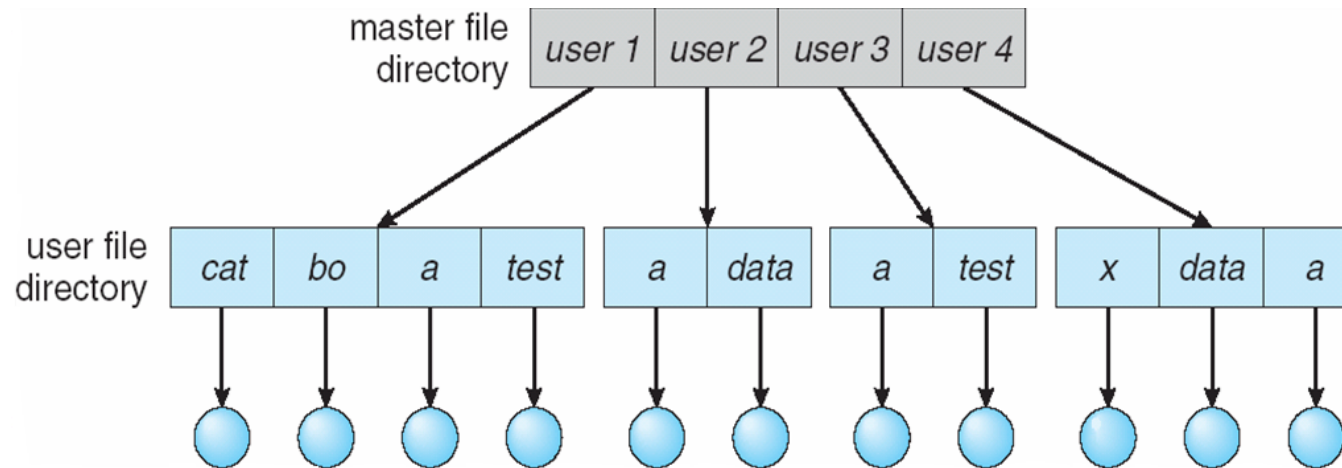 master file
directory
user 1 user 2 user 3 user 4
user file
directory
cat bo a test a data a test x data a